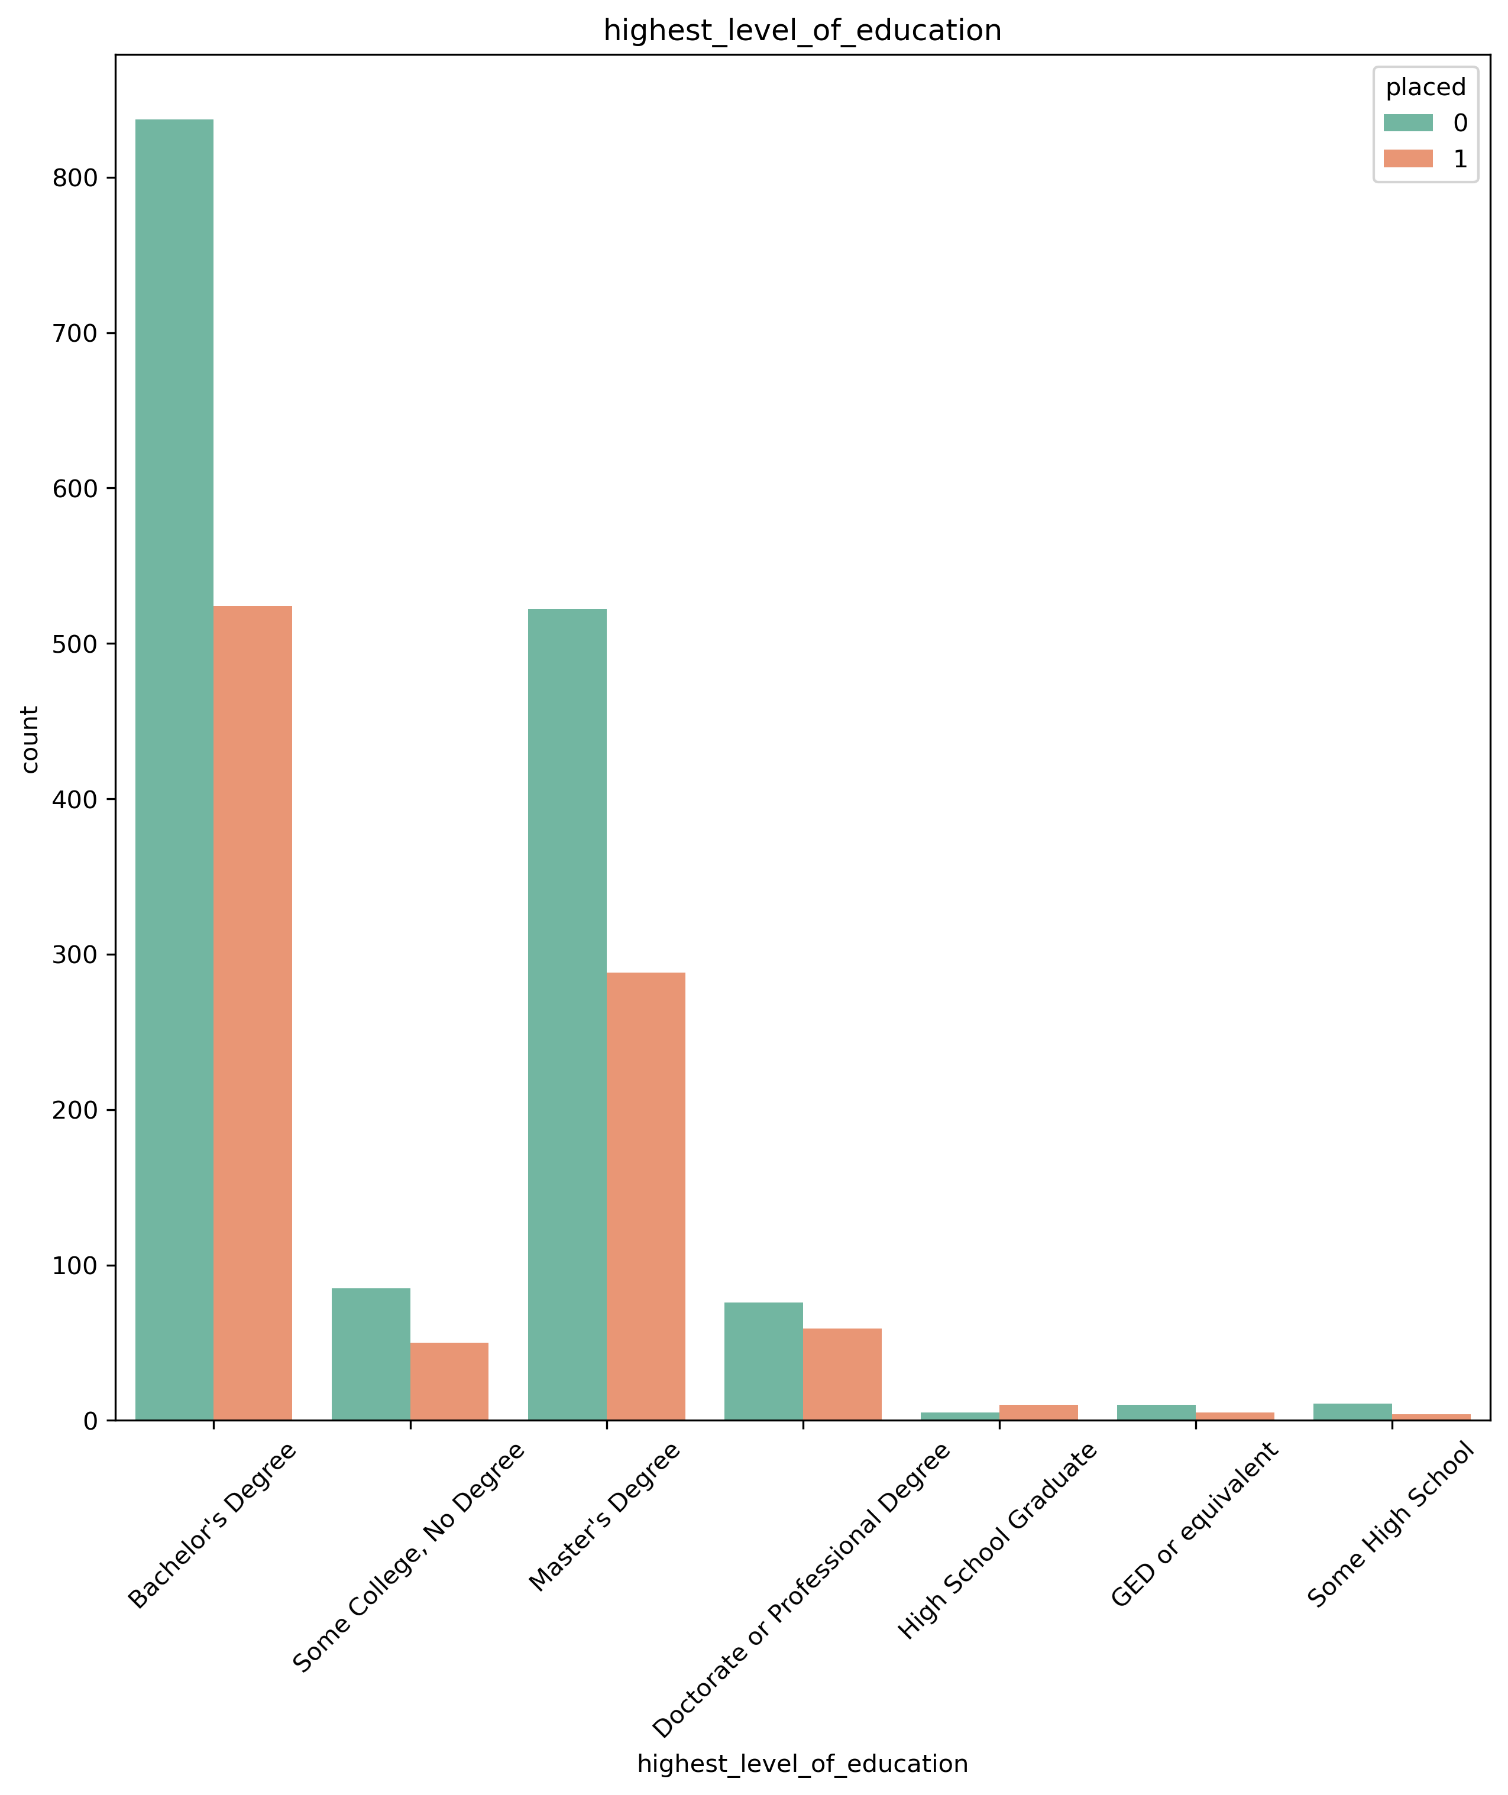 highest_level_of_education
placed
0
1
800
700
600
500
400
300
200
100
0
count
Bachelor's Degree
Some College, No Degree
Master's Degree
Doctorate or Professional Degree
High School Graduate
GED or equivalent
Some High School
highest_level_of_education